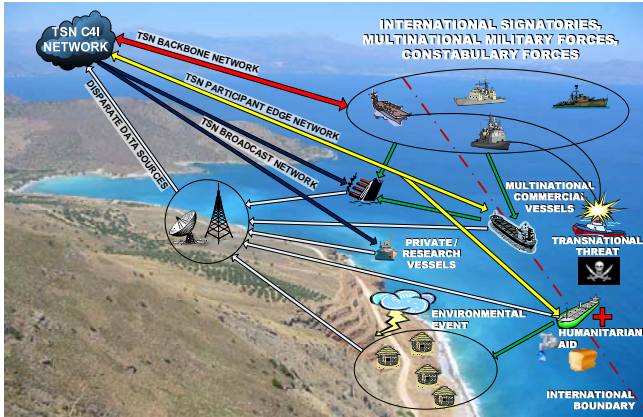 TSN C4I
NETWORK
INTERNATIONAL SIGNATORIES,
MULTINATIONAL MILITARY FORCES,
CONSTABULARY FORCES
TSN BACKBONE NETWORK
TSN PARTICIPANT EDGE NETWORK
TSN BROADCAST NETWORK
DISPARATE DATA SOURCES
MULTINATIONAL
COMMERCIAL
VESSELS
TRANSNATIONAL
THREAT
PRIVATE /
RESEARCH
VESSELS
ENVIRONMENTAL
EVENT
HUMANITARIAN
AID
INTERNATIONAL
BOUNDARY